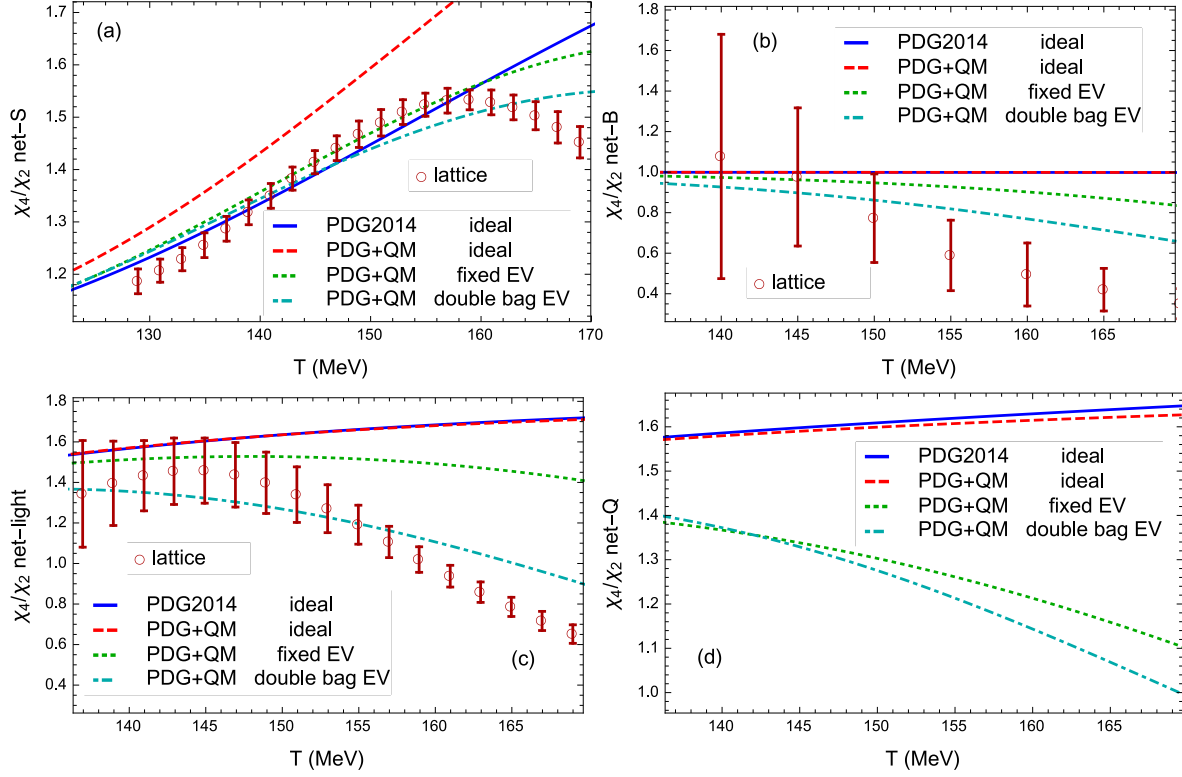 (a)
χ4/χ2 net−S
1.6
1.5
1.4
1.3
1.2
lattice
PDG2014 ideal
PDG+QM ideal
PDG+QM fixed EV
PDG+QM double bag EV
130 140 150 160 170
T (MeV)
(b)
χ4/χ2 net−B
1.8
1.6
1.4
1.2
1.0
0.8
0.6
0.4
PDG2014 ideal
PDG+QM ideal
PDG+QM fixed EV
PDG+QM double bag EV
lattice
140 145 150 155 160 165
T (MeV)
χ4/χ2 net−light
1.8
1.6
1.4
1.2
1.0
0.8
0.6
0.4
lattice
PDG2014 ideal
PDG+QM ideal
PDG+QM fixed EV
PDG+QM double bag EV
(c)
140 145 150 155 160 165
T (MeV)
χ4/χ2 net−Q
1.6
1.5
1.4
1.3
1.2
1.1
1.0
PDG2014 ideal
PDG+QM ideal
PDG+QM fixed EV
PDG+QM double bag EV
(d)
140 145 150 155 160 165
T (MeV)